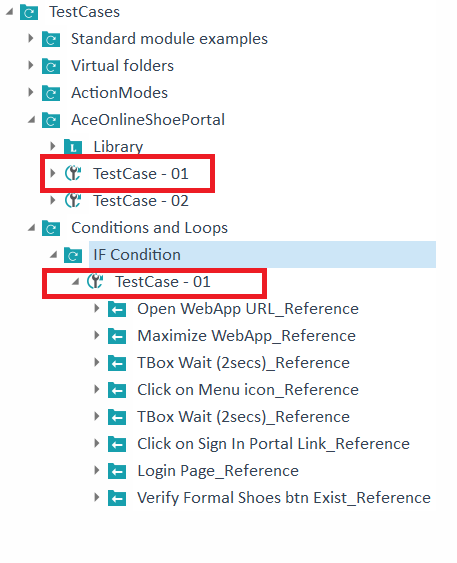 TestCases
Standard module examples
Virtual folders
ActionModes
AceOnlineShoePortal
L Library
TestCase - 01
TestCase - 02
Conditions and Loops
IF Condition
TestCase - 01
Open WebApp URL_Reference
Maximize WebApp_Reference
TBox Wait (2secs)_Reference
Click on Menu icon_Reference
TBox Wait (2secs)_Reference
Click on Sign In Portal Link_Reference
Login Page_Reference
Verify Formal Shoes btn Exist_Reference